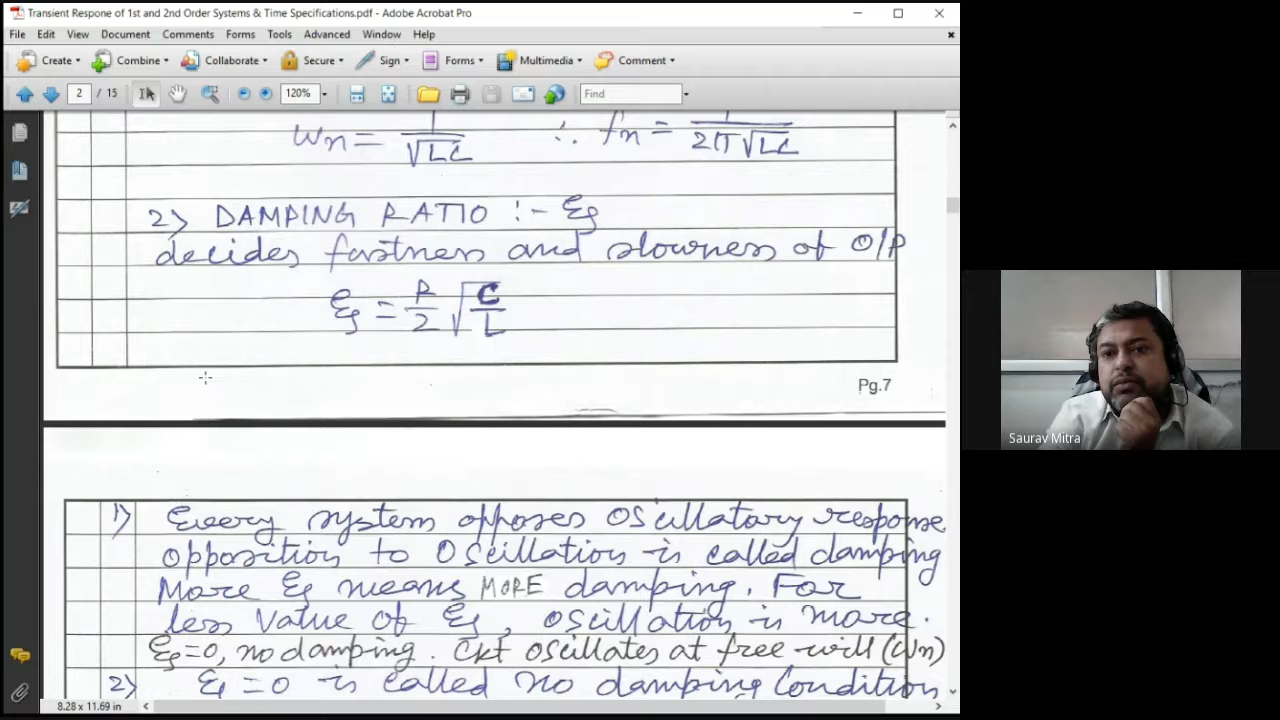 Transient Respone of 1st and 2nd Order Systems & Time Specifications.pdf - Adobe Acrobat Pro
File Edit View Document Comments Forms Tools Advanced Window Help
Create Combine Collaborate Secure Sign Forms Multimedia Comment
2 / 15 120% Find
ωn = 1/√LC ∴ fn = 1/2π√LC
2> DAMPING RATIO :- ξ
decides fastness and slowness of O/P
ξ = R/2 √C/L
Pg.7
Saurav Mitra
1> Every system opposes oscillatory response
opposition to Oscillation is called damping
More ξ means MORE damping. For
less value of ξ, oscillation is more.
ξ=0, no damping. Ckt oscillates at free will (ωn)
2> ξ=0 is called No damping Condition
8.28 x 11.69 in